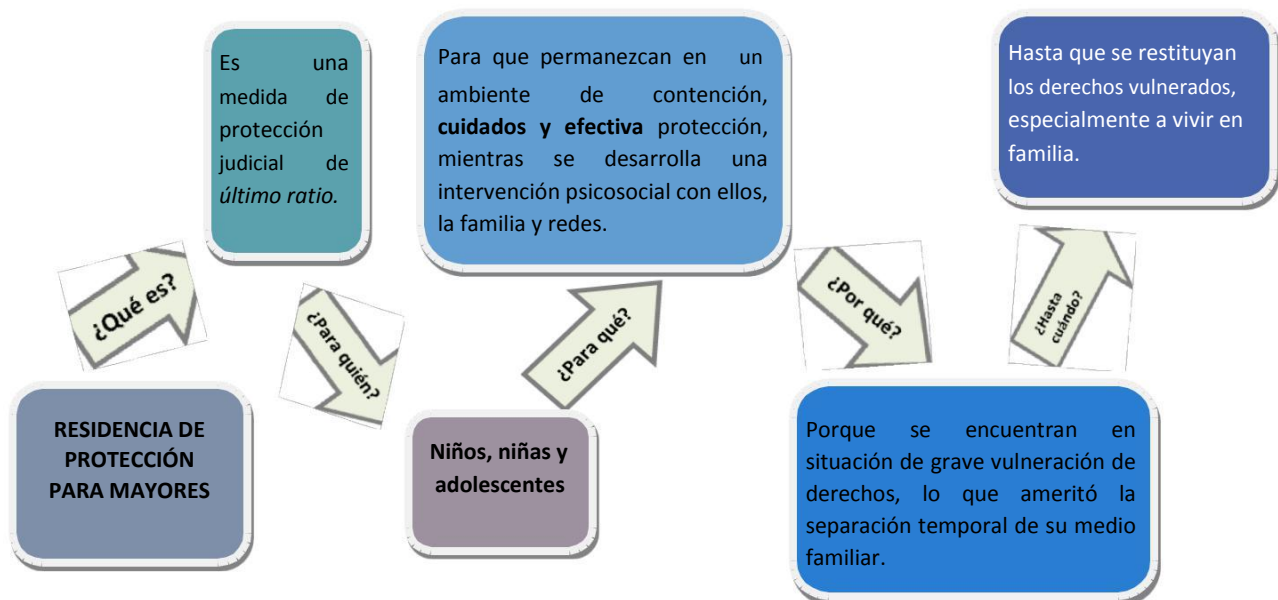 RESIDENCIA DE
PROTECCIÓN
PARA MAYORES
¿Qué es?
Es una
medida de
protección
judicial de
último ratio.
¿Para quién?
Niños, niñas y
adolescentes
¿Para qué?
Para que permanezcan en un
ambiente de contención,
cuidados y efectiva protección,
mientras se desarrolla una
intervención psicosocial con ellos,
la familia y redes.
¿Por qué?
Porque se encuentran en
situación de grave vulneración de
derechos, lo que ameritó la
separación temporal de su medio
familiar.
¿Hasta
cuándo?
Hasta que se restituyan
los derechos vulnerados,
especialmente a vivir en
familia.